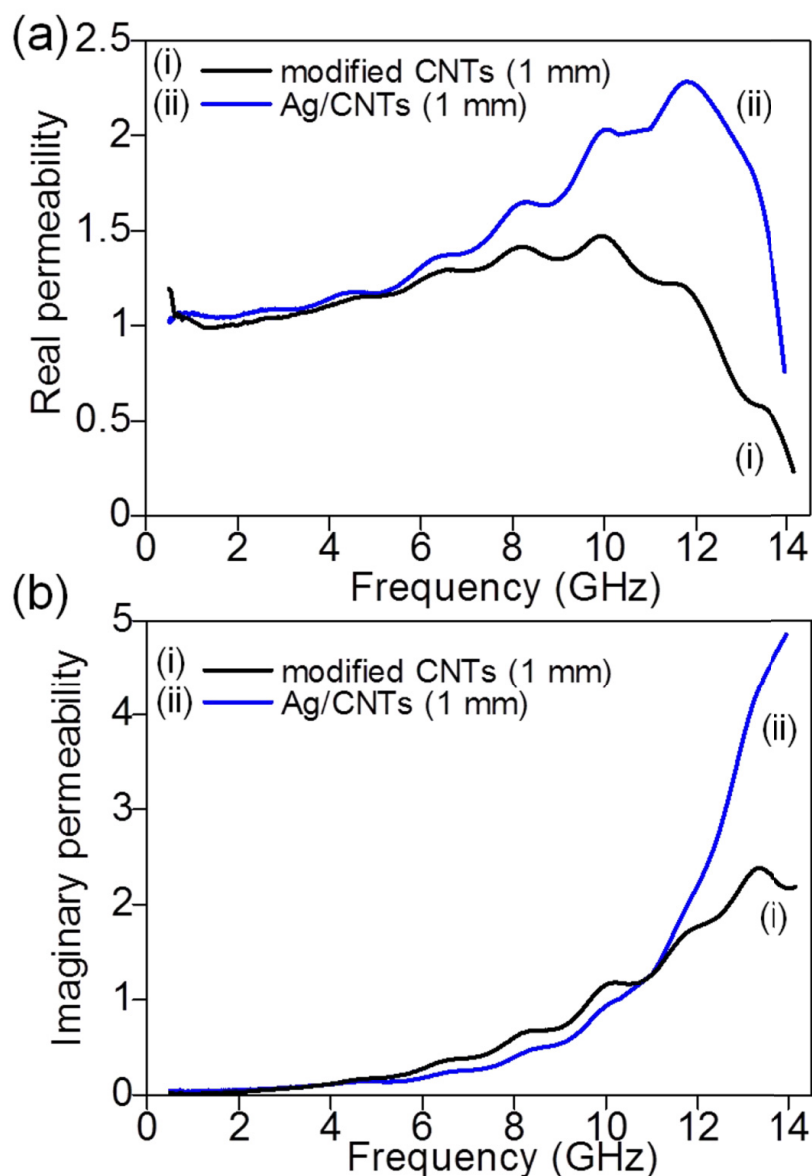 (a)
2.5
(i) modified CNTs (1 mm)
(ii) Ag/CNTs (1 mm)
(ii)
2
1.5
1
0.5
0
(i)
Real permeability
0 2 4 6 8 10 12 14
Frequency (GHz)
(b)
5
(i) modified CNTs (1 mm)
(ii) Ag/CNTs (1 mm)
(ii)
4
3
2
1
0
(i)
Imaginary permeability
0 2 4 6 8 10 12 14
Frequency (GHz)